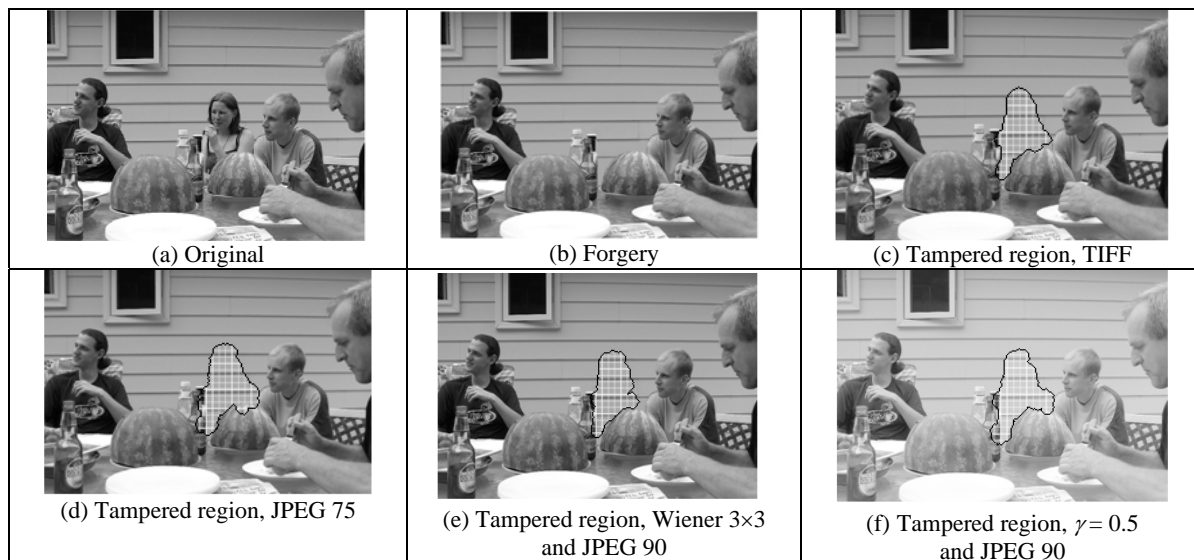 (a) Original
(b) Forgery
(c) Tampered region, TIFF
(d) Tampered region, JPEG 75
(e) Tampered region, Wiener 3×3
and JPEG 90
(f) Tampered region, γ = 0.5
and JPEG 90